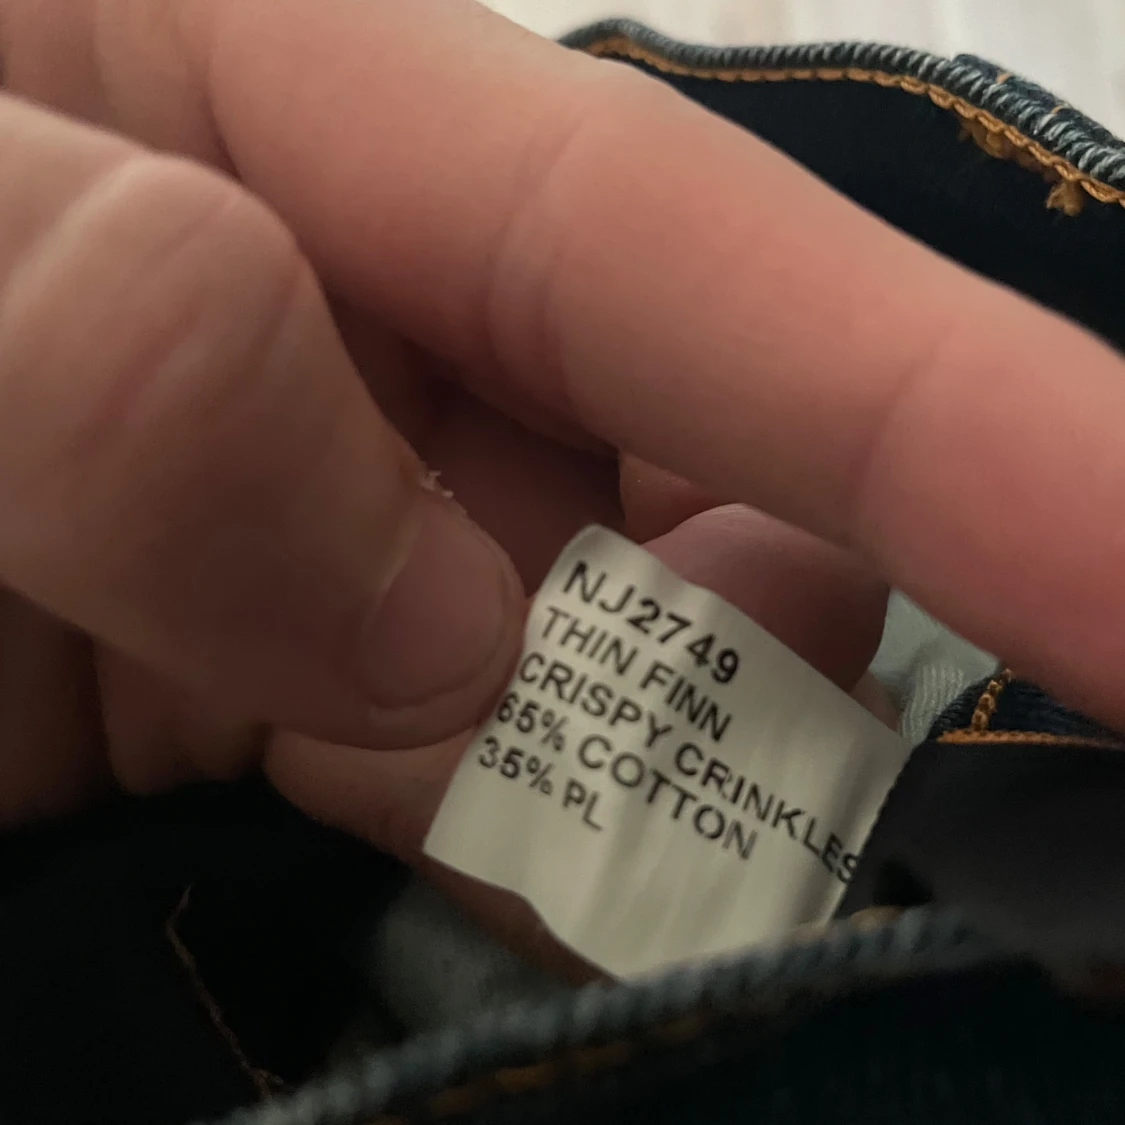 NJ2749
THIN FINN
CRISPY CRINKLES
65% COTTON
35% PL